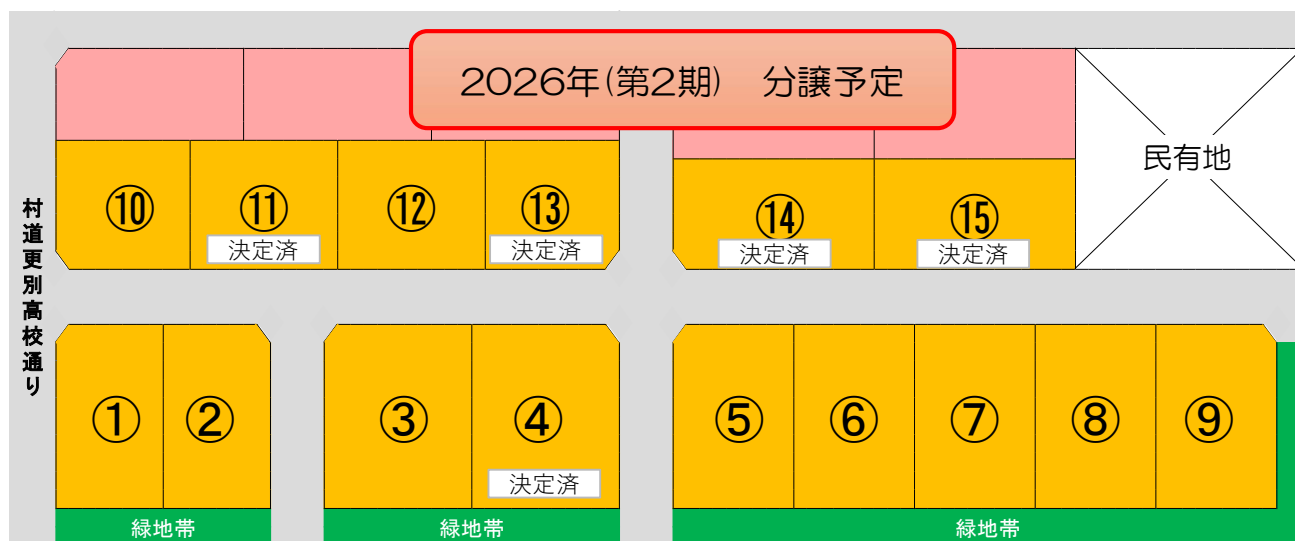 2026年(第2期) 分譲予定
民有地
村道更別高校通り
⑩
⑪
決定済
⑫
⑬
決定済
⑭
決定済
⑮
決定済
①
②
③
④
決定済
⑤
⑥
⑦
⑧
⑨
緑地帯
緑地帯
緑地帯